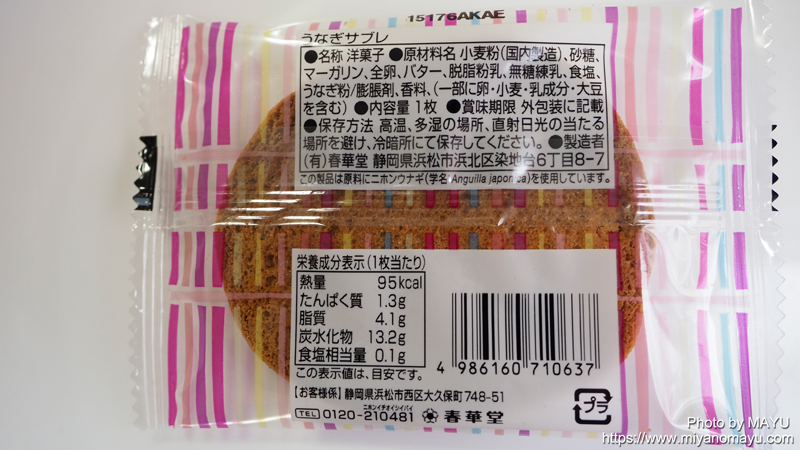 15176AKAE
うなぎサブレ
●名称 洋菓子 ●原材料名 小麦粉(国内製造)、砂糖、
マーガリン、全卵、バター、脱脂粉乳、無糖練乳、食塩、
うなぎ粉/膨脹剤、香料、(一部に卵・小麦・乳成分・大豆
を含む) ●内容量 1枚 ●賞味期限 外包装に記載
●保存方法 高温、多湿の場所、直射日光の当たる
場所を避け、冷暗所にて保存してください。 ●製造者
(有)春華堂 静岡県浜松市浜北区染地台6丁目8-7
この製品は原料にニホンウナギ(学名Anguilla japonica)を使用しています。
栄養成分表示(1枚当たり)
熱量 95kcal
たんぱく質 1.3g
脂質 4.1g
炭水化物 13.2g
食塩相当量 0.1g
この表示値は、目安です。
4 986160 710637
【お客様係】静岡県浜松市西区大久保町748-51
ニホンイチオイシイパイ
TEL 0120-210481 春華堂
プラ
Photo by MAYU
https://www.miyanomayu.com/